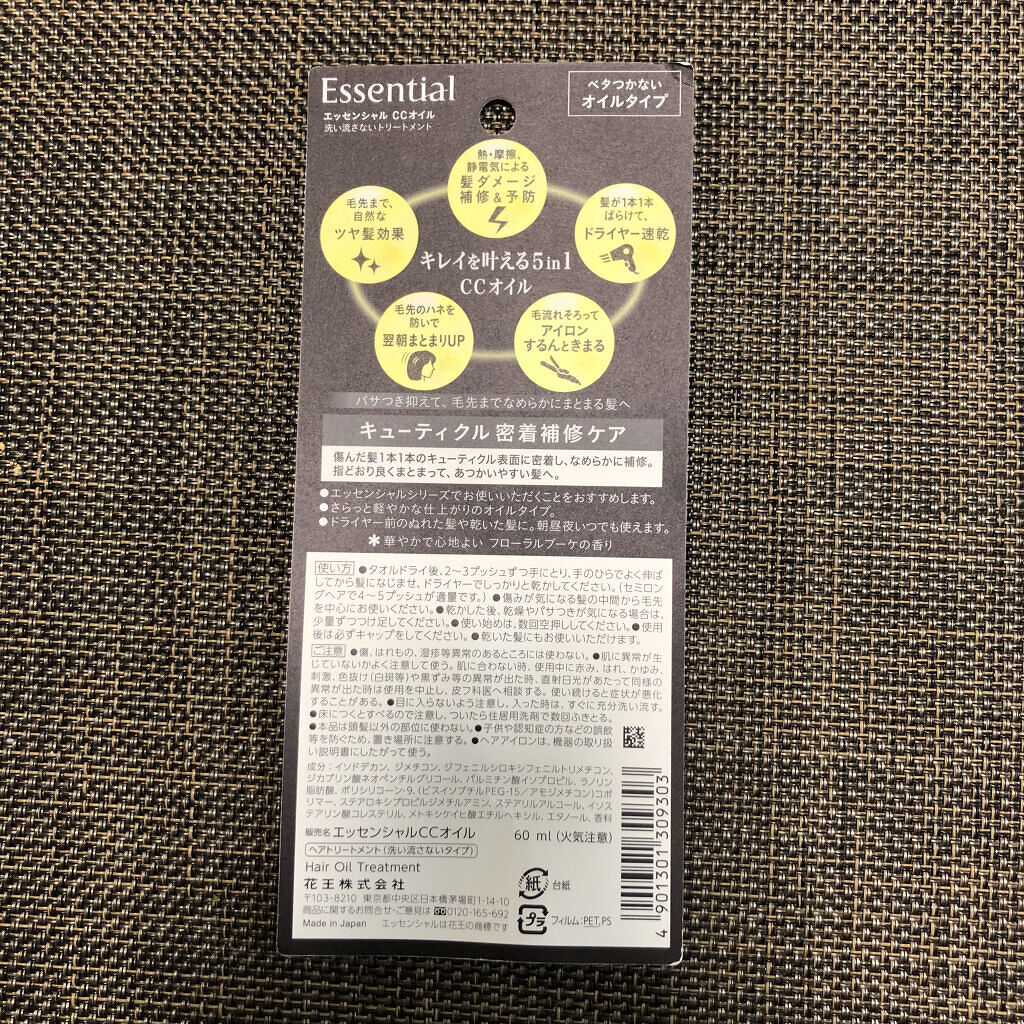 Essential
エッセンシャル CCオイル
洗い流さないトリートメント
ベタつかない
オイルタイプ
熱・摩擦、
静電気による
髪ダメージ
補修&予防
毛先まで、
自然な
ツヤ髪効果
髪が1本1本
ばらけて、
ドライヤー速乾
キレイを叶える5in1
CCオイル
毛先のハネを
防いで
翌朝まとまりUP
毛流れそろって
アイロン
するんときまる
パサつき抑えて、毛先までなめらかにまとまる髪へ
キューティクル 密着補修ケア
傷んだ髪1本1本のキューティクル表面に密着し、なめらかに補修。
指どおり良くまとまって、あつかいやすい髪へ。
●エッセンシャルシリーズでお使いいただくことをおすすめします。
●さらっと軽やかな仕上がりのオイルタイプ。
●ドライヤー前のぬれた髪や乾いた髪に。朝昼夜いつでも使えます。
＊華やかで心地よい フローラルブーケの香り
使い方 ●タオルドライ後、2～3プッシュずつ手にとり、手のひらでよく伸ば
してから髪になじませ、ドライヤーでしっかりと乾かしてください。(セミロン
グヘアで4～5プッシュが適量です。) ●傷みが気になる髪の中間から毛先
を中心にお使いください。●乾かした後、乾燥やパサつきが気になる場合は、
少量ずつつけ足してください。●使い始めは、数回空押ししてください。●使用
後は必ずキャップをしてください。●乾いた髪にもお使いいただけます。
ご注意 ●傷、はれもの、湿疹等異常のあるところには使わない。●肌に異常が生
じていないかよく注意して使う。肌に合わない時、使用中に赤み、はれ、かゆみ、
刺激、色抜け(白斑等)や黒ずみ等の異常が出た時、直射日光があたって同様の
異常が出た時は使用を中止し、皮フ科医へ相談する。使い続けると症状が悪化
することがある。●目に入らないよう注意し、入った時は、すぐに充分洗い流す。
●床につくとすべるので注意し、ついたら住居用洗剤で数回ふきとる。
●本品は頭髪以外の部位に使わない。●子供や認知症の方などの誤飲
等を防ぐため、置き場所に注意する。●ヘアアイロンは、機器の取り扱
い説明書にしたがって使う。
成分：イソドデカン、ジメチコン、ジフェニルシロキシフェニルトリメチコン、
ジカプリン酸ネオペンチルグリコール、パルミチン酸イソプロピル、ラノリン
脂肪酸、ポリシリコーン-9、(ビスイソブチルPEG-15/アモジメチコン)コポ
リマー、ステアロキシプロピルジメチルアミン、ステアリルアルコール、イソス
テアリン酸コレステリル、メトキシケイヒ酸エチルヘキシル、エタノール、香料
販売名 エッセンシャルCCオイル 60 ml (火気注意)
ヘアトリートメント(洗い流さないタイプ)
Hair Oil Treatment
花王株式会社
〒103-8210 東京都中央区日本橋茅場町1-14-10
商品に関するお問合せ・ご意見は 0120-165-692
Made in Japan エッセンシャルは花王の商標です
紙 台紙
プラ フィルム:PET,PS
4 901301 309303